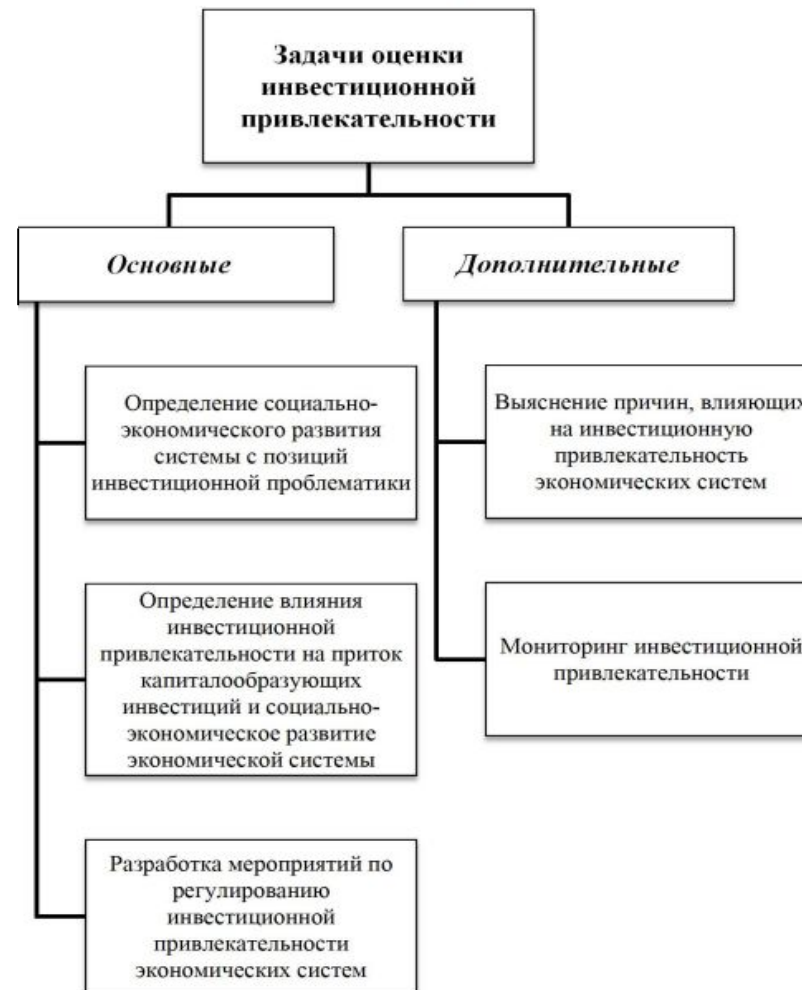 Задачи оценки
инвестиционной
привлекательности
Основные
Дополнительные
Определение социально-
экономического развития
системы с позиций
инвестиционной проблематики
Определение влияния
инвестиционной
привлекательности на приток
капиталообразующих
инвестиций и социально-
экономическое развитие
экономической системы
Разработка мероприятий по
регулированию
инвестиционной
привлекательности
экономических систем
Выяснение причин, влияющих
на инвестиционную
привлекательность
экономических систем
Мониторинг инвестиционной
привлекательности